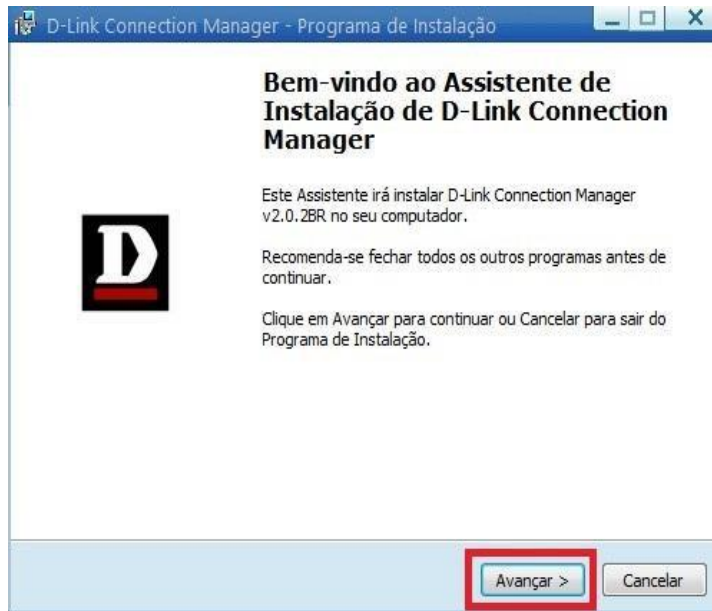 D-Link Connection Manager - Programa de Instalação
Bem-vindo ao Assistente de
Instalação de D-Link Connection
Manager
Este Assistente irá instalar D-Link Connection Manager
v2.0.2BR no seu computador.
Recomenda-se fechar todos os outros programas antes de
continuar.
Clique em Avançar para continuar ou Cancelar para sair do
Programa de Instalação.
D
Avançar >
Cancelar